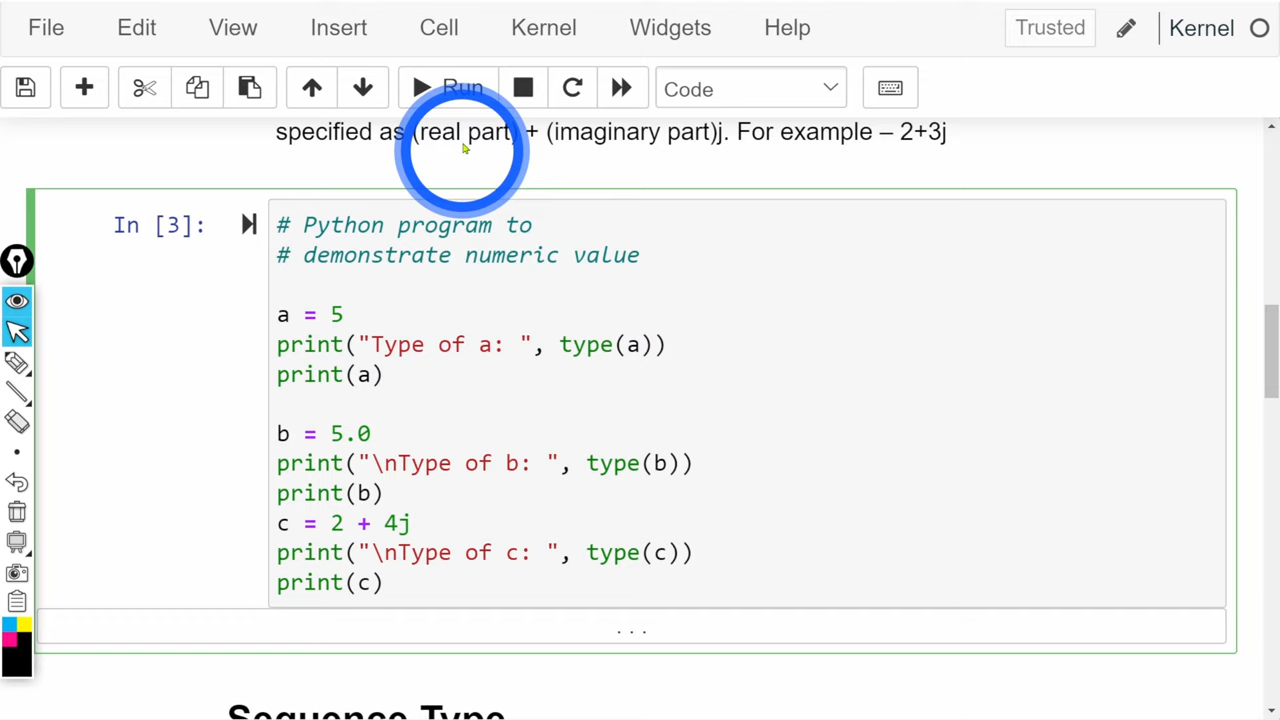 File Edit View Insert Cell Kernel Widgets Help Trusted Kernel
Run Code
specified as (real part) + (imaginary part)j. For example – 2+3j
In [3]:
# Python program to
# demonstrate numeric value
a = 5
print("Type of a: ", type(a))
print(a)
b = 5.0
print("\nType of b: ", type(b))
print(b)
c = 2 + 4j
print("\nType of c: ", type(c))
print(c)
...
Sequence Type